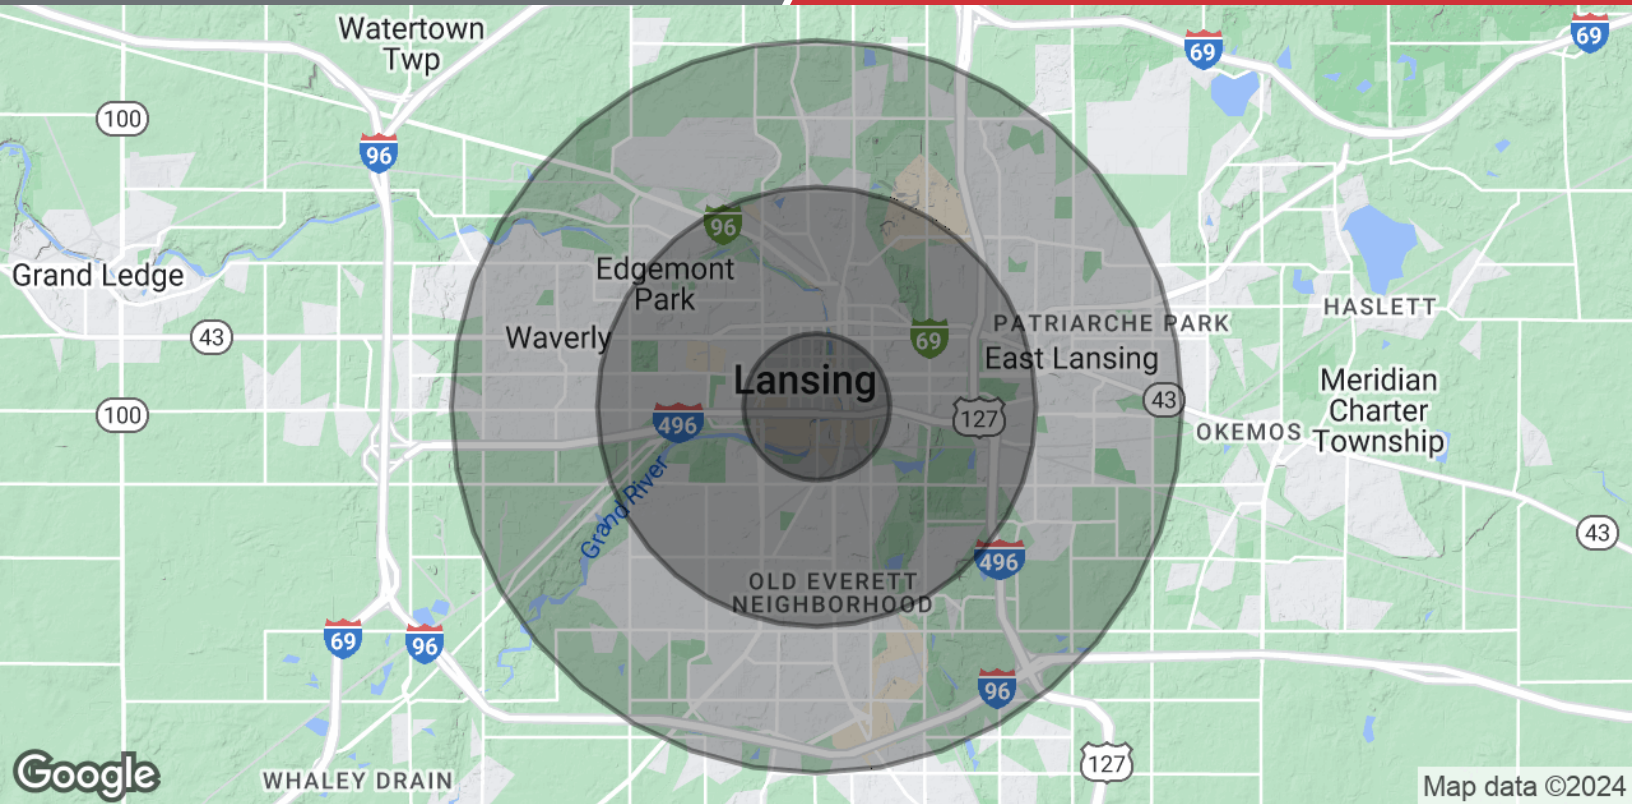 Watertown
Twp
69
69
100
96
96
Edgemont
Park
Grand Ledge
HASLETT
PATRIARCHE PARK
43
Waverly
69
East Lansing
Lansing
Meridian
Charter
Township
43
100
496
127
OKEMOS
Grand River
43
496
OLD EVERETT
NEIGHBORHOOD
69
96
96
127
Google
WHALEY DRAIN
Map data ©2024